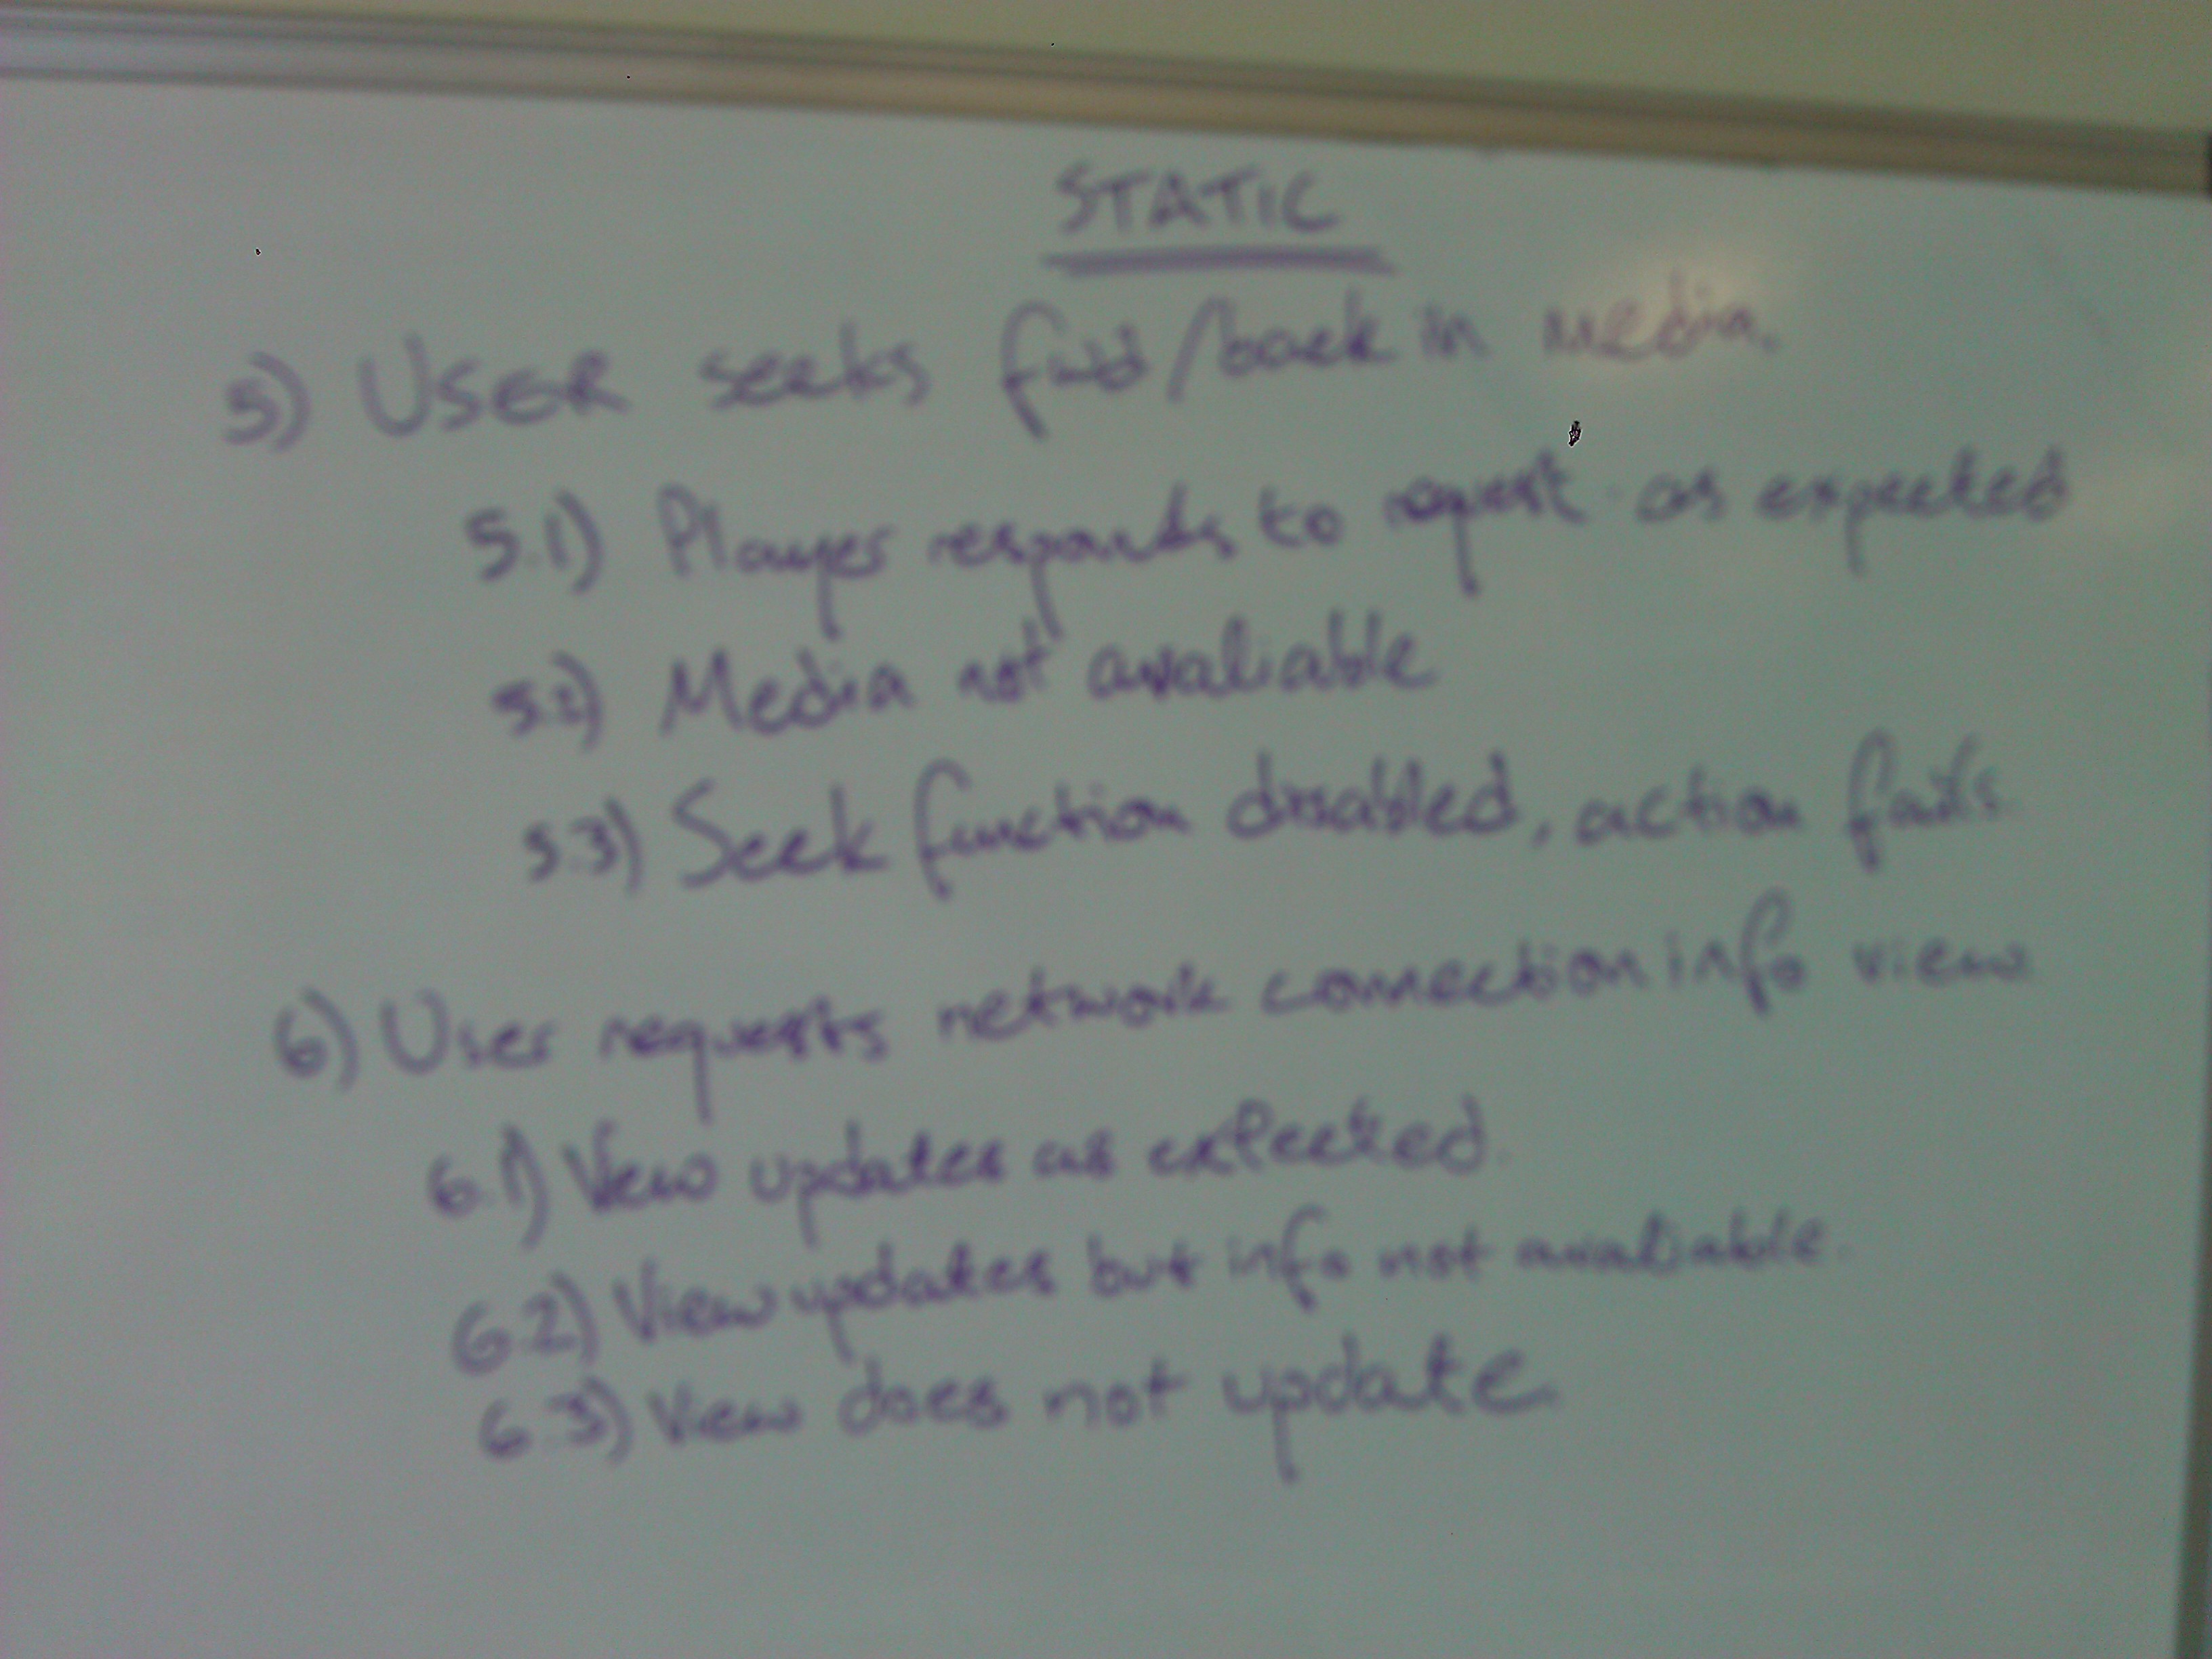 STATIC
5) USER seeks fwd/back in media.
5.1) Player responds to request as expected
5.2) Media not avaliable
5.3) Seek function disabled, action fails
6) User requests network connection info view
6.1) View updates as expected.
6.2) View updates but info not avaliable.
6.3) View does not update